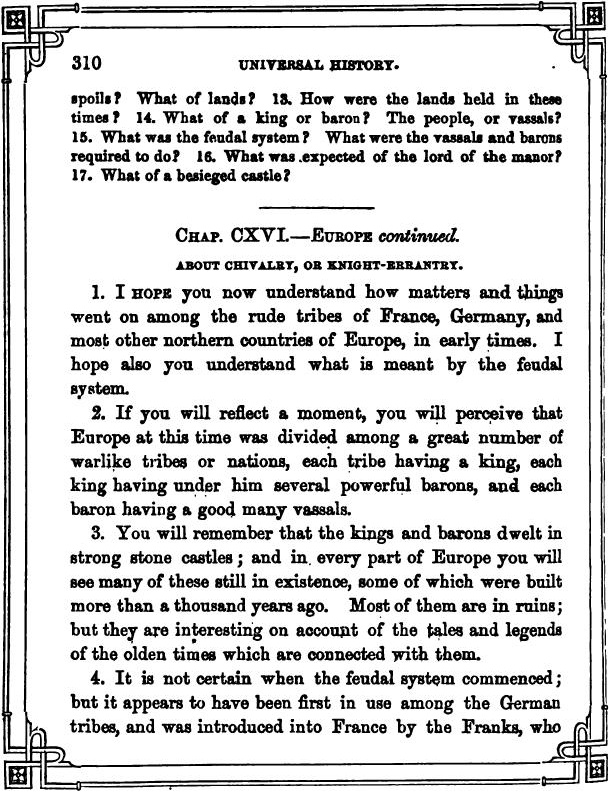 310 UNIVERSAL HISTORY.
spoils? What of lands? 13. How were the lands held in these
times? 14. What of a king or baron? The people, or vassals?
15. What was the feudal system? What were the vassals and barons
required to do? 16. What was expected of the lord of the manor?
17. What of a besieged castle?
CHAP. CXVI.—EUROPE continued.
ABOUT CHIVALRY, OR KNIGHT-ERRANTRY.
1. I HOPE you now understand how matters and things
went on among the rude tribes of France, Germany, and
most other northern countries of Europe, in early times. I
hope also you understand what is meant by the feudal
system.
2. If you will reflect a moment, you will perceive that
Europe at this time was divided among a great number of
warlike tribes or nations, each tribe having a king, each
king having under him several powerful barons, and each
baron having a good many vassals.
3. You will remember that the kings and barons dwelt in
strong stone castles; and in every part of Europe you will
see many of these still in existence, some of which were built
more than a thousand years ago. Most of them are in ruins;
but they are interesting on account of the tales and legends
of the olden times which are connected with them.
4. It is not certain when the feudal system commenced;
but it appears to have been first in use among the German
tribes, and was introduced into France by the Franks, who